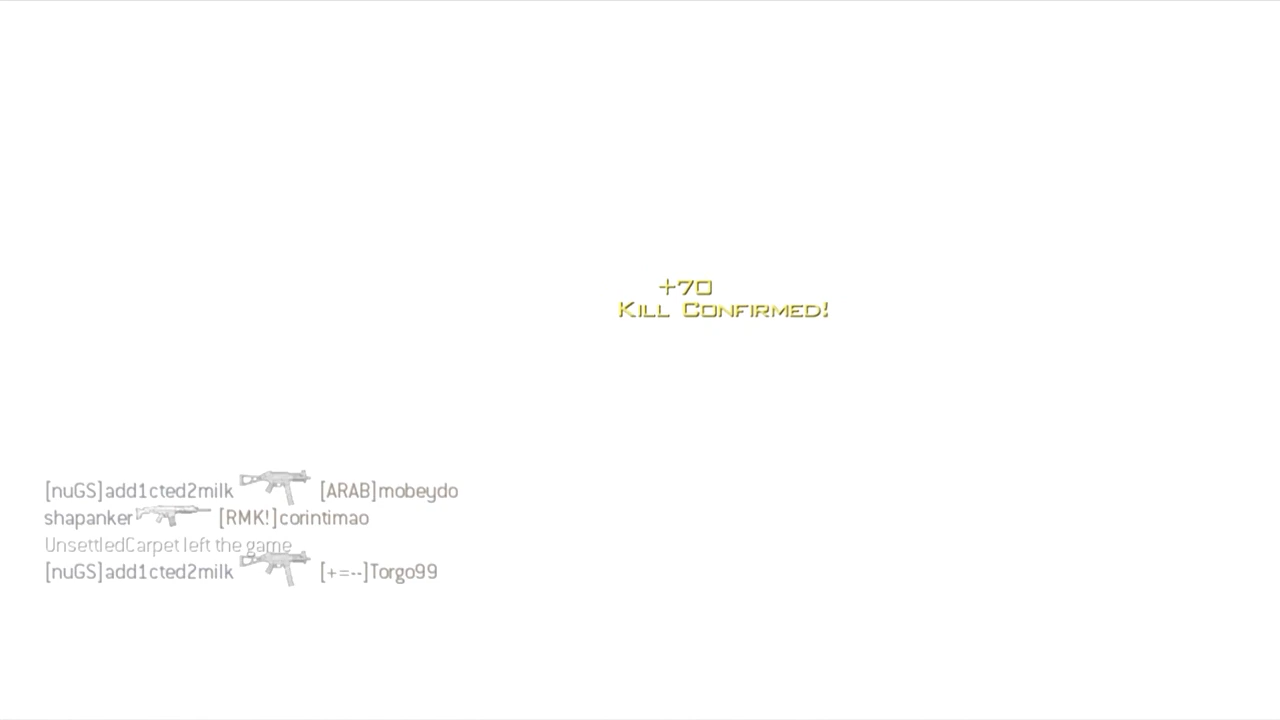 +70
Kill Confirmed!
[nuGS]add1cted2milk [ARAB]mobeydo
shapanker [RMK!]corintimao
UnsettledCarpet left the game
[nuGS]add1cted2milk [+=--]Torgo99